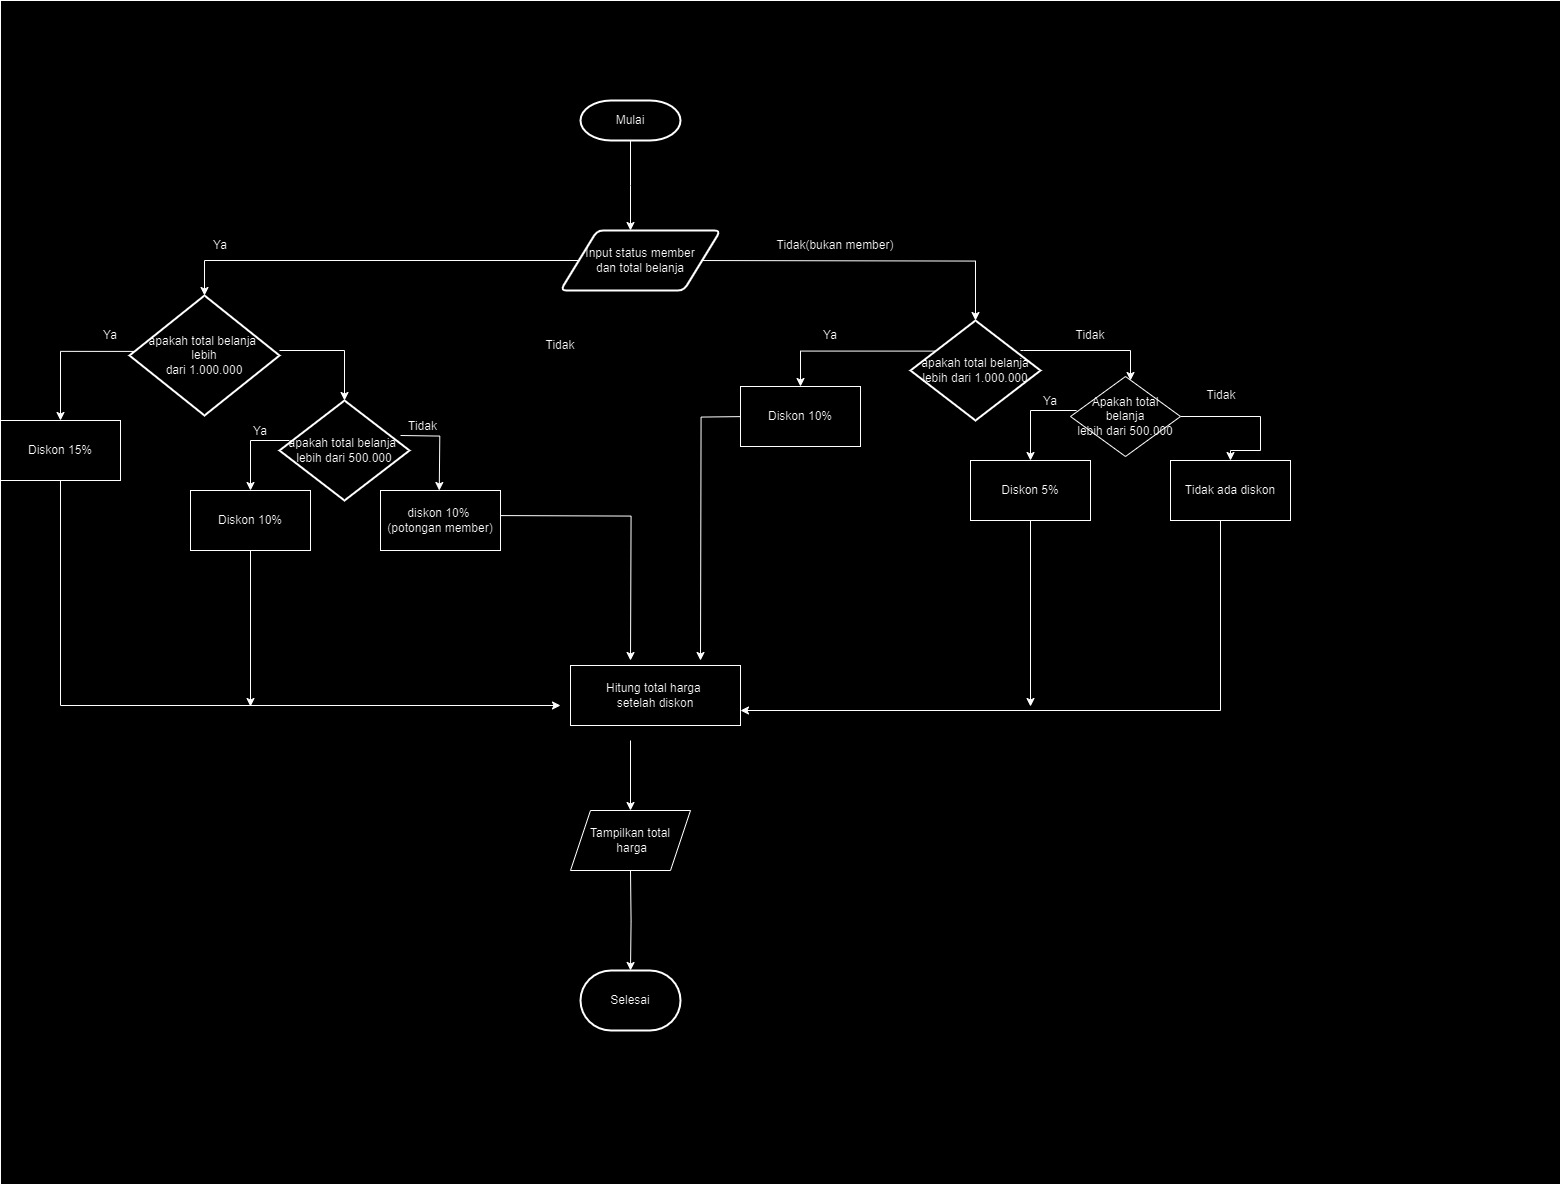 Mulai
Ya
Input status member
dan total belanja
Tidak(bukan member)
Ya
apakah total belanja
lebih
dari 1.000.000
Tidak
Ya
apakah total belanja
lebih dari 1.000.000
Tidak
Diskon 15%
Ya
apakah total belanja
lebih dari 500.000
Tidak
Diskon 10%
Ya
Apakah total
belanja
lebih dari 500.000
Tidak
Diskon 10%
diskon 10%
(potongan member)
Diskon 5%
Tidak ada diskon
Hitung total harga
setelah diskon
Tampilkan total
harga
Selesai